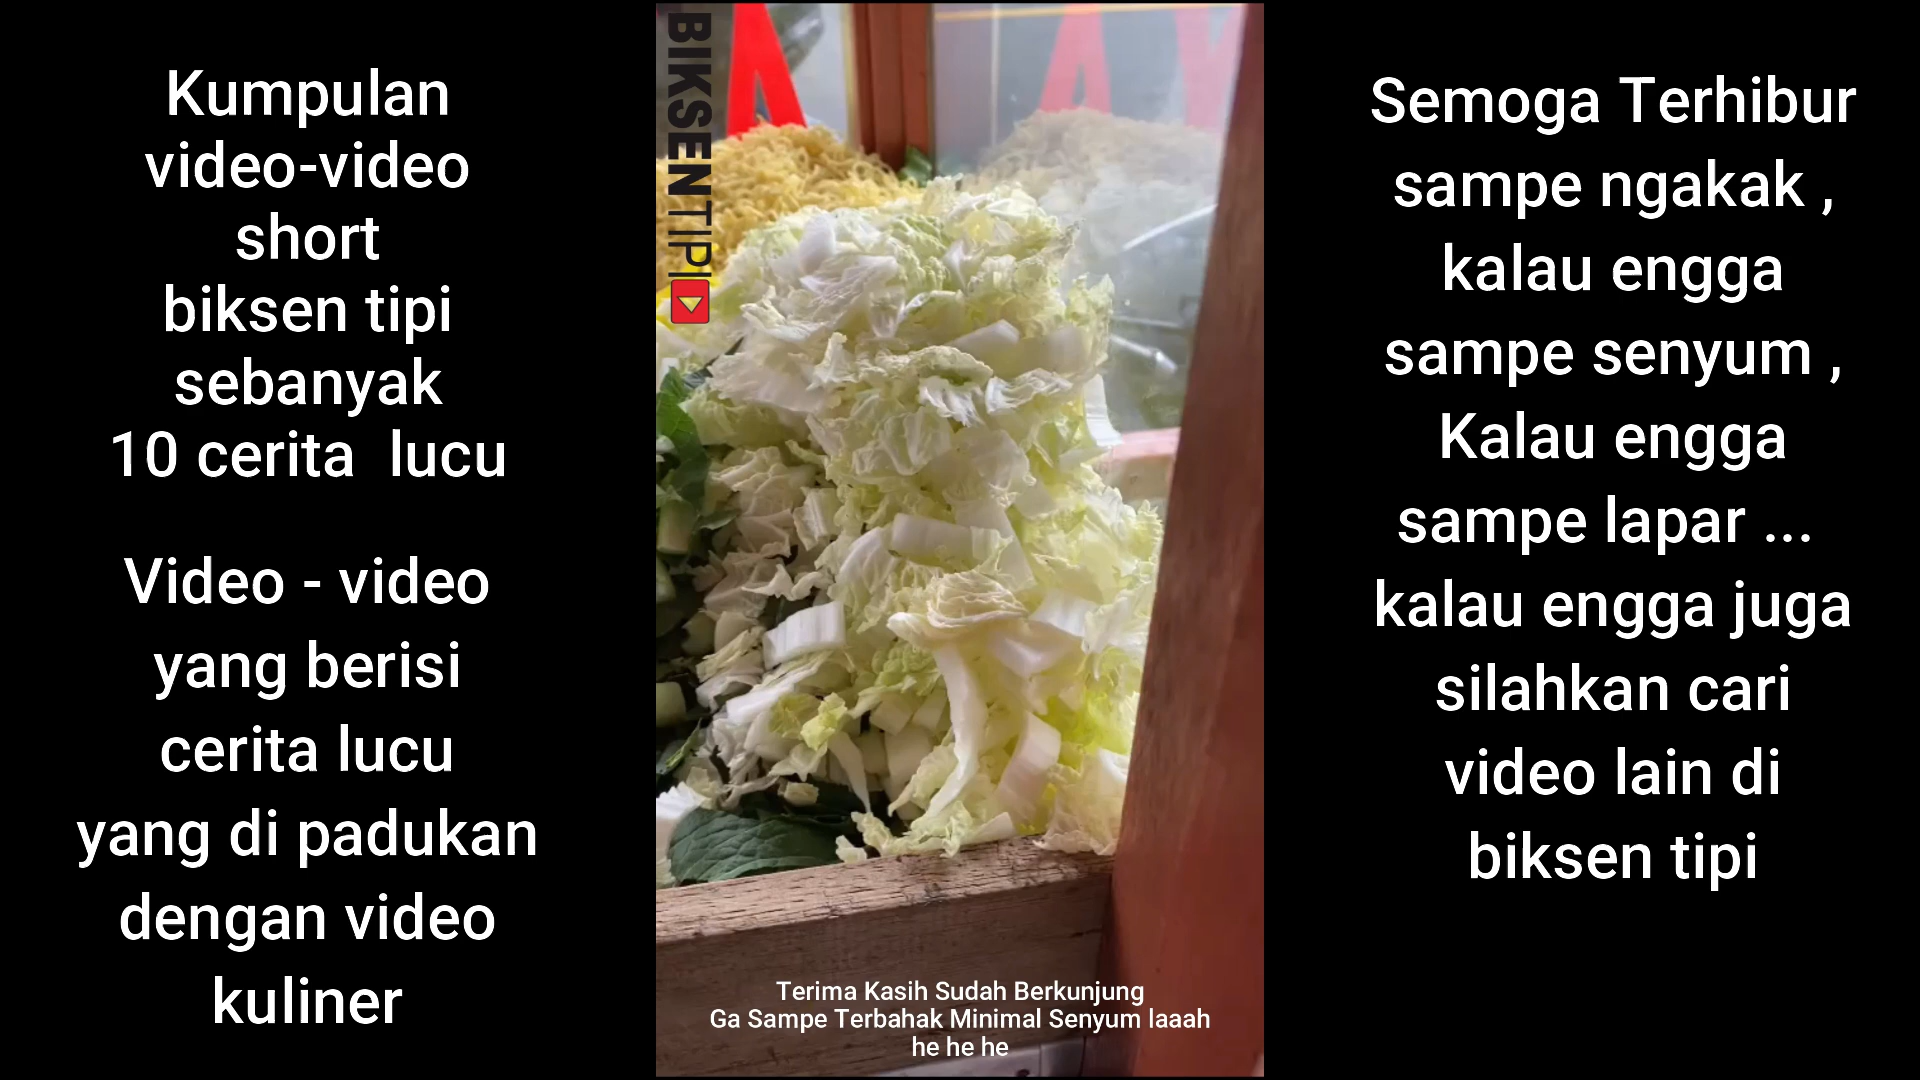 Kumpulan
video-video
short
biksen tipi
sebanyak
10 cerita lucu
Video - video
yang berisi
cerita lucu
yang di padukan
dengan video
kuliner
BIKSENTIPI
Terima Kasih Sudah Berkunjung
Ga Sampe Terbahak Minimal Senyum laaah
he he he
Semoga Terhibur
sampe ngakak ,
kalau engga
sampe senyum ,
Kalau engga
sampe lapar ...
kalau engga juga
silahkan cari
video lain di
biksen tipi